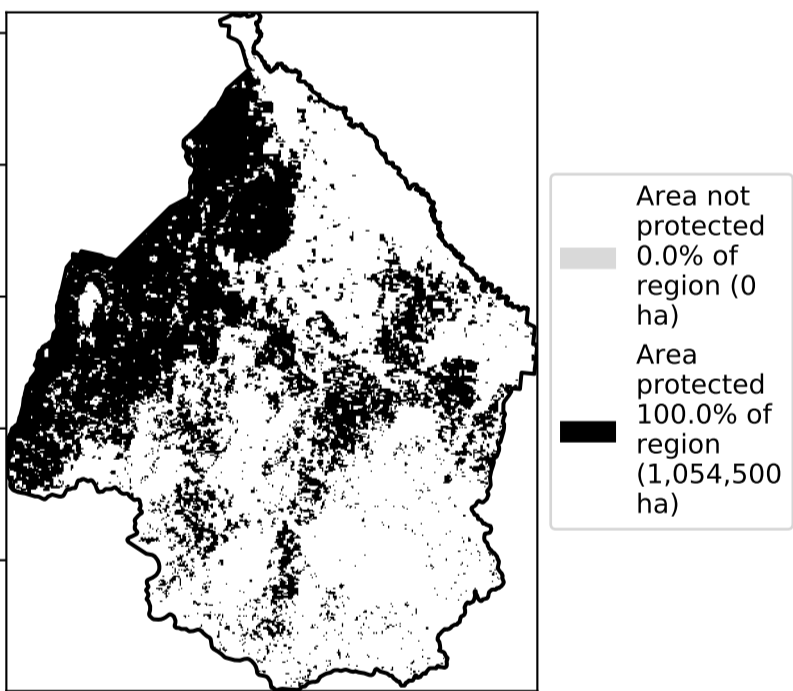 Area not
protected
0.0% of
region (0
ha)
Area
protected
100.0% of
region
(1,054,500
ha)